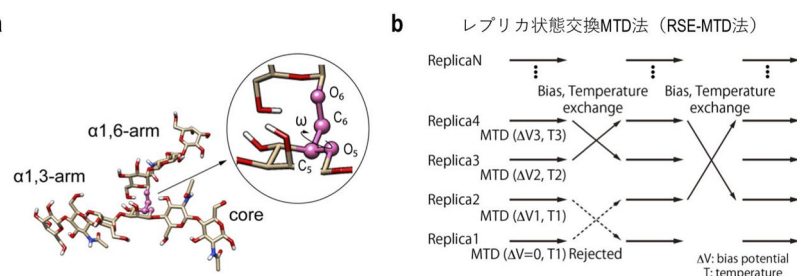 a
b
レプリカ状態交換MTD法（RSE-MTD法）
α1,6-arm
α1,3-arm
core
O6
C6
ω
O5
C5
ReplicaN
Bias, Temperature exchange
Bias, Temperature exchange
Replica4
MTD (ΔV3, T3)
Replica3
MTD (ΔV2, T2)
Replica2
MTD (ΔV1, T1)
Replica1
MTD (ΔV=0, T1) Rejected
ΔV: bias potential
T: temperature